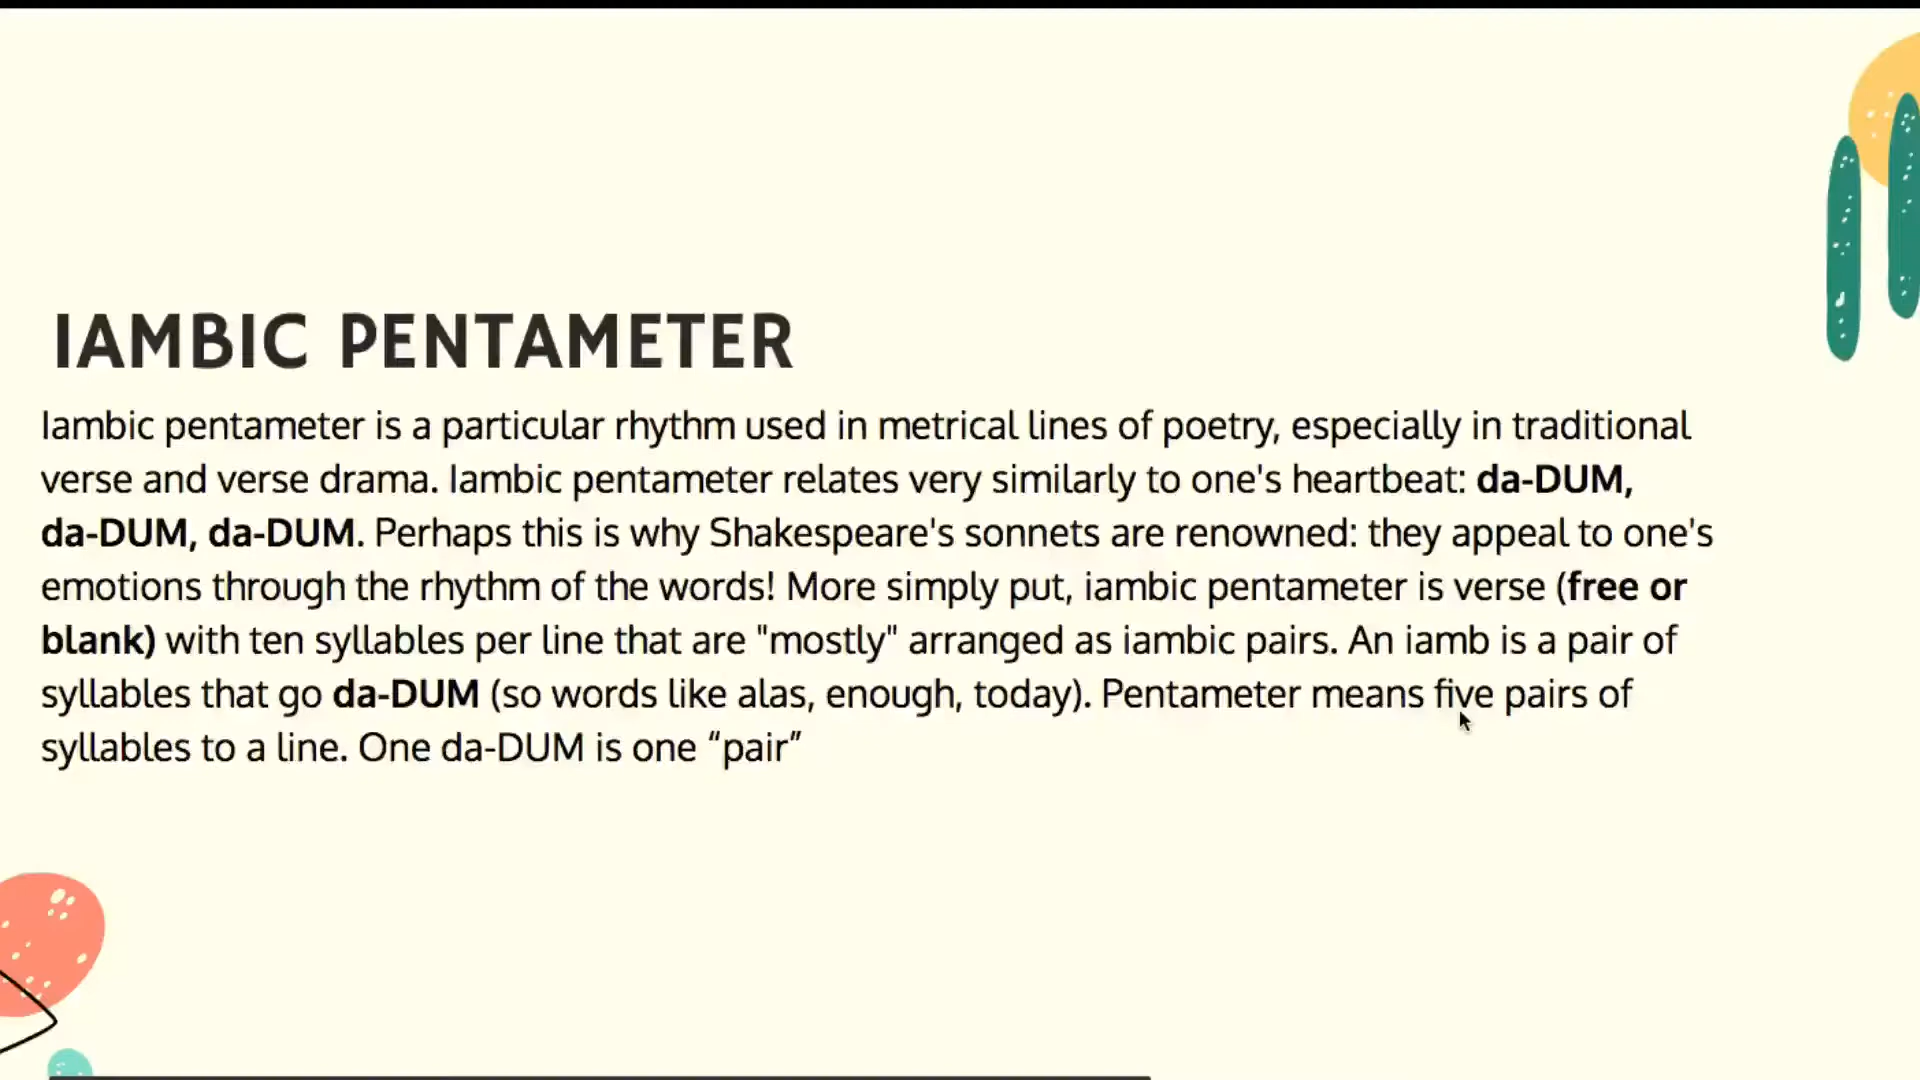 IAMBIC PENTAMETER
Iambic pentameter is a particular rhythm used in metrical lines of poetry, especially in traditional
verse and verse drama. Iambic pentameter relates very similarly to one's heartbeat: da-DUM,
da-DUM, da-DUM. Perhaps this is why Shakespeare's sonnets are renowned: they appeal to one's
emotions through the rhythm of the words! More simply put, iambic pentameter is verse (free or
blank) with ten syllables per line that are "mostly" arranged as iambic pairs. An iamb is a pair of
syllables that go da-DUM (so words like alas, enough, today). Pentameter means five pairs of
syllables to a line. One da-DUM is one “pair”